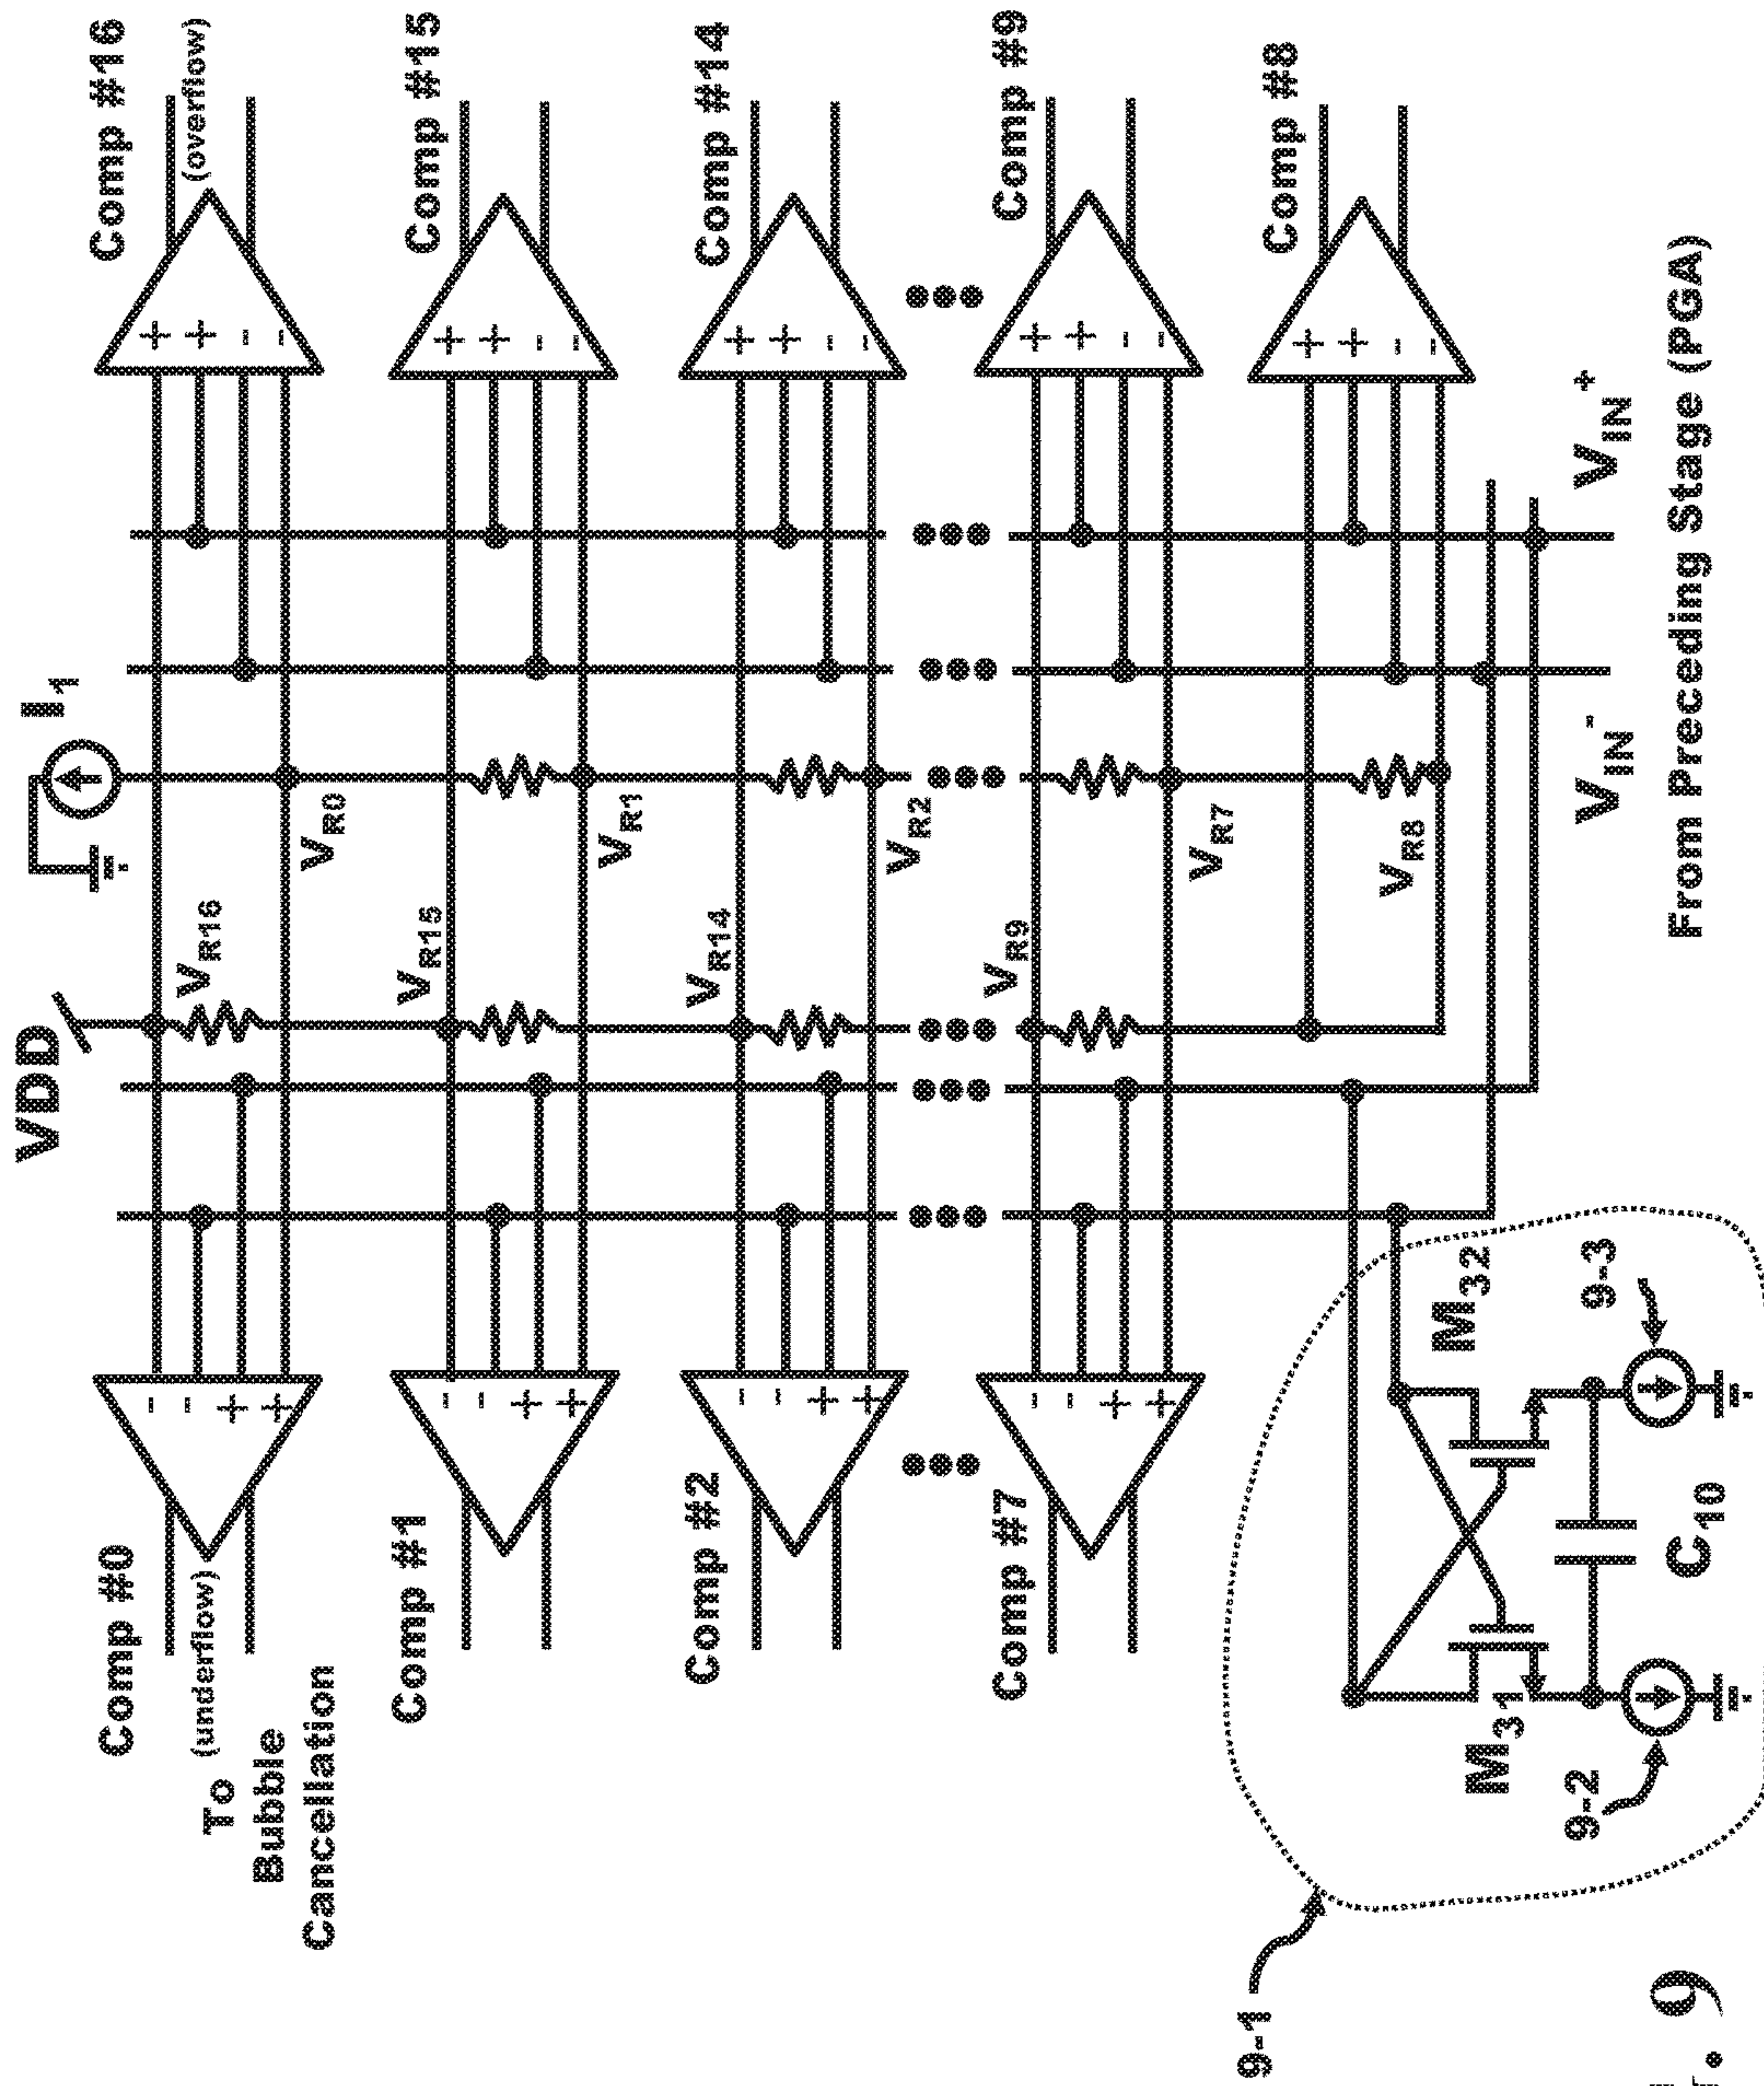 Comp #16
(overflow)
Comp #15
Comp #14
Comp #9
Comp #8
I1
VDD
VR16
VR0
VR15
VR1
VR14
VR2
VR9
VR7
VR8
VIN+
VIN-
From Preceding Stage (PGA)
+
+
-
-
+
+
-
-
+
+
-
-
+
+
-
-
+
+
-
-
-
-
+
+
-
-
+
+
-
-
+
+
-
-
+
+
Comp #0
(underflow)
To
Bubble
Cancellation
Comp #1
Comp #2
Comp #7
M32
9-3
C10
M31
9-2
9-1
. 9